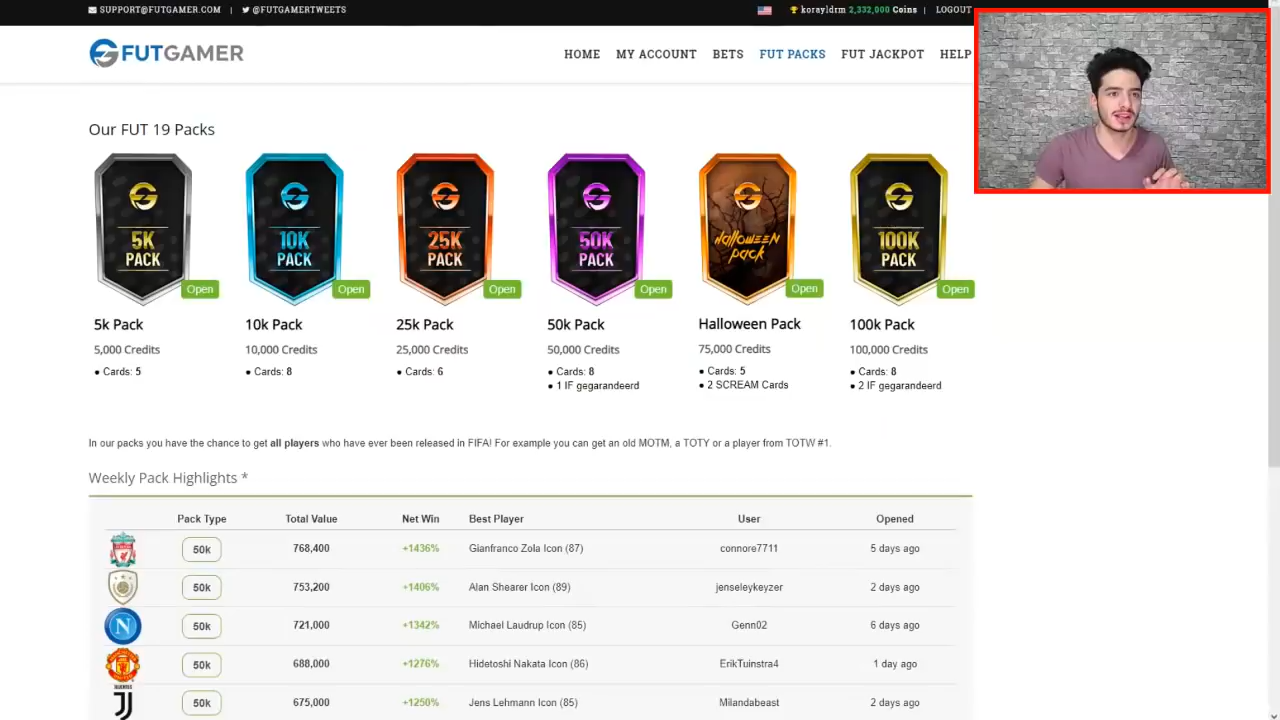 SUPPORT@FUTGAMER.COM | @FUTGAMERTWEETS
korayldrm 2,332,000 Coins | LOGOUT
FUTGAMER
HOME MY ACCOUNT BETS FUT PACKS FUT JACKPOT HELP
Our FUT 19 Packs
5K PACK
10K PACK
25K PACK
50K PACK
Halloween pack
100K PACK
Open Open Open Open Open Open
5k Pack 10k Pack 25k Pack 50k Pack Halloween Pack 100k Pack
5,000 Credits 10,000 Credits 25,000 Credits 50,000 Credits 75,000 Credits 100,000 Credits
• Cards: 5 • Cards: 8 • Cards: 6 • Cards: 8 • Cards: 5 • Cards: 8
• 1 IF gegarandeerd • 2 SCREAM Cards • 2 IF gegarandeerd
In our packs you have the chance to get all players who have ever been released in FIFA! For example you can get an old MOTM, a TOTY or a player from TOTW #1.
Weekly Pack Highlights *
Pack Type Total Value Net Win Best Player User Opened
50k 768,400 +1436% Gianfranco Zola Icon (87) connore7711 5 days ago
50k 753,200 +1406% Alan Shearer Icon (89) jenseleykeyzer 2 days ago
N 50k 721,000 +1342% Michael Laudrup Icon (85) Genn02 6 days ago
50k 688,000 +1276% Hidetoshi Nakata Icon (86) ErikTuinstra4 1 day ago
JUVENTUS
50k 675,000 +1250% Jens Lehmann Icon (85) Milandabeast 2 days ago